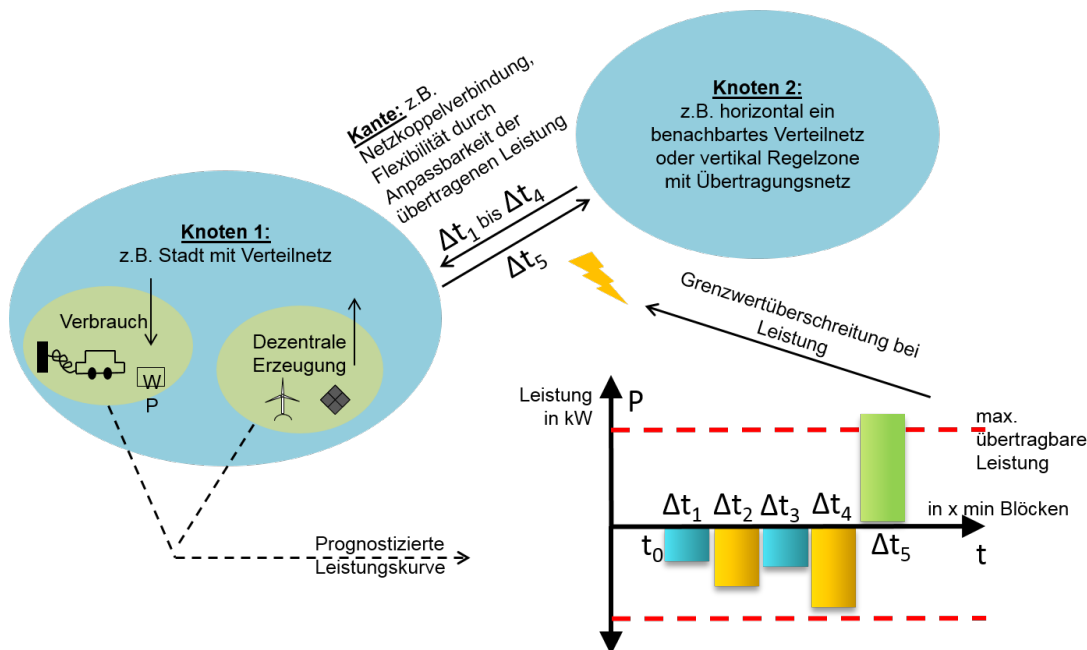 Knoten 1:
z.B. Stadt mit Verteilnetz
Verbrauch
W
P
Dezentrale
Erzeugung
Kante: z.B.
Netzkoppelverbindung,
Flexibilität durch
Anpassbarkeit der
übertragenen Leistung
Δt1 bis Δt4
Δt5
Knoten 2:
z.B. horizontal ein
benachbartes Verteilnetz
oder vertikal Regelzone
mit Übertragungsnetz
Grenzwertüberschreitung bei
Leistung
Prognostizierte
Leistungskurve
Leistung
in kW
P
max.
übertragbare
Leistung
in x min Blöcken
Δt1
Δt2
Δt3
Δt4
t0
Δt5
t